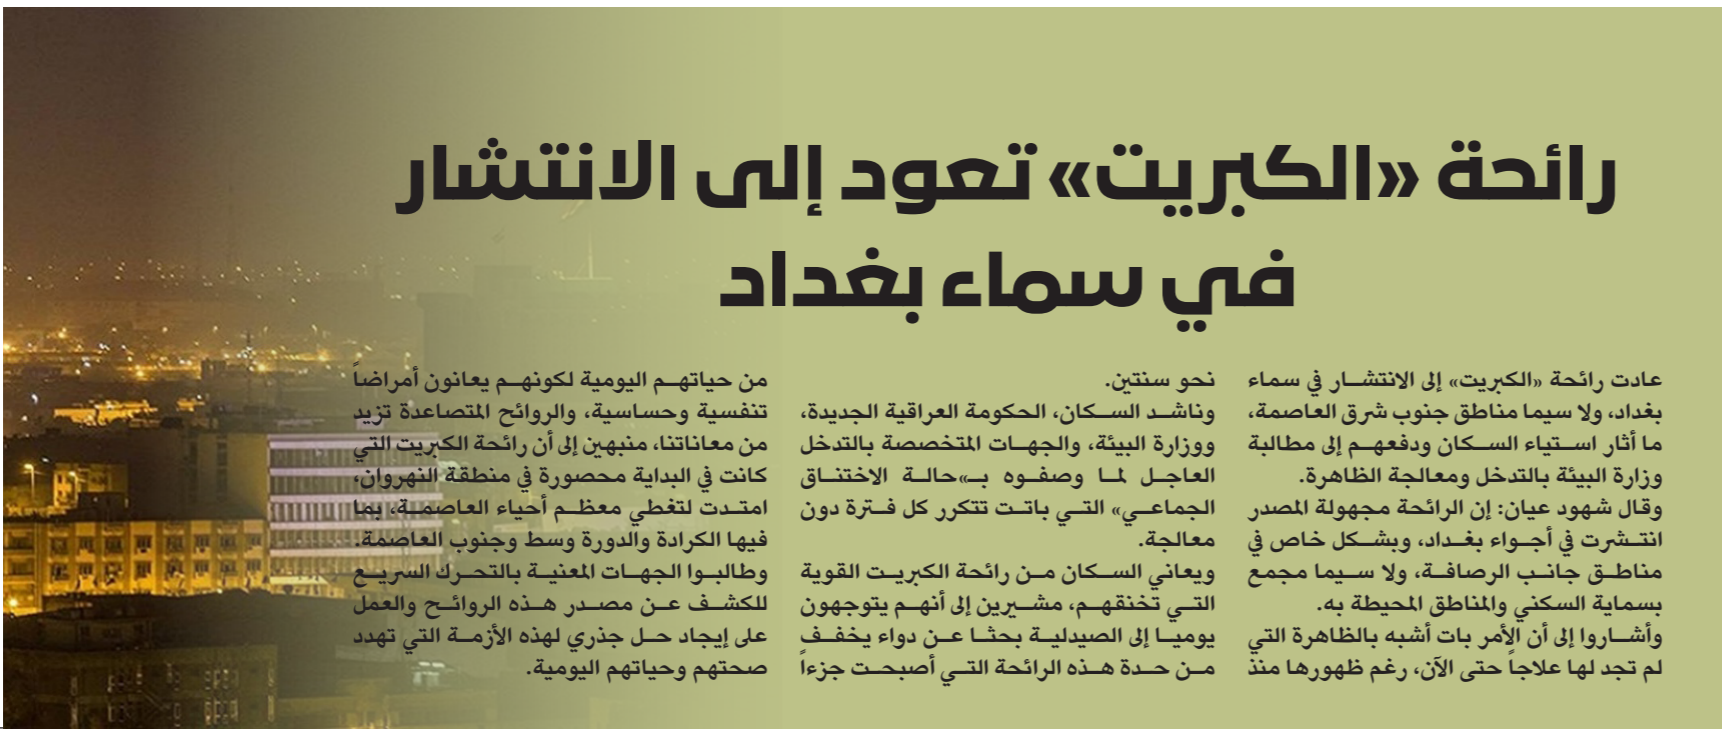 رائحة «الكبريت» تعود إلى الانتشار
في سماء بغداد
عادت رائحة «الكبريت» إلى الانتشار في سماء
بغداد، ولا سيما مناطق جنوب شرق العاصمة،
ما أثار استياء السكان ودفعهم إلى مطالبة
وزارة البيئة بالتدخل ومعالجة الظاهرة.
وقال شهود عيان: إن الرائحة مجهولة المصدر
انتشرت في أجواء بغداد، وبشكل خاص في
مناطق جانب الرصافة، ولا سيما مجمع
بسماية السكني والمناطق المحيطة به.
وأشاروا إلى أن الأمر بات أشبه بالظاهرة التي
لم تجد لها علاجاً حتى الآن، رغم ظهورها منذ
نحو سنتين.
وناشد السكان، الحكومة العراقية الجديدة،
ووزارة البيئة، والجهات المتخصصة بالتدخل
العاجل لما وصفوه بـ»حالة الاختناق
الجماعي» التي باتت تتكرر كل فترة دون
معالجة.
ويعاني السكان من رائحة الكبريت القوية
التي تخنقهم، مشيرين إلى أنهم يتوجهون
يوميا إلى الصيدلية بحثا عن دواء يخفف
من حدة هذه الرائحة التي أصبحت جزءاً
من حياتهم اليومية لكونهم يعانون أمراضاً
تنفسية وحساسية، والروائح المتصاعدة تزيد
من معاناتنا، منبهين إلى أن رائحة الكبريت التي
كانت في البداية محصورة في منطقة النهروان،
امتدت لتغطي معظم أحياء العاصمة، بما
فيها الكرادة والدورة وسط وجنوب العاصمة.
وطالبوا الجهات المعنية بالتحرك السريع
للكشف عن مصدر هذه الروائح والعمل
على إيجاد حل جذري لهذه الأزمة التي تهدد
صحتهم وحياتهم اليومية.